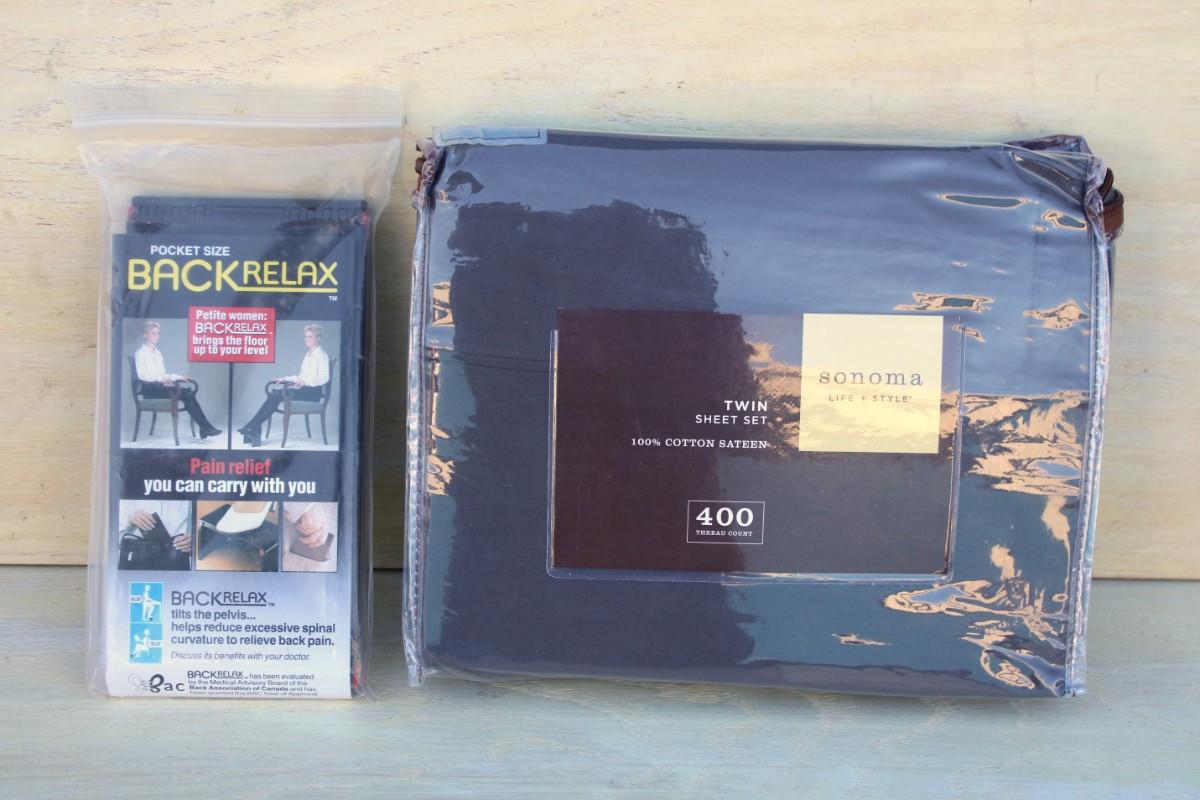 POCKET SIZE
BACKRELAX
TM
Petite women:
BACKRELAX
brings the floor
up to your level
Pain relief
you can carry with you
BACKRELAX TM
tilts the pelvis...
helps reduce excessive spinal
curvature to relieve back pain.
Discuss its benefits with your doctor.
BACKRELAX has been evaluated
by the Medical Advisory Board of the
Back Association of Canada and has
sonoma
LIFE + STYLE
TWIN
SHEET SET
100% COTTON SATEEN
400
THREAD COUNT